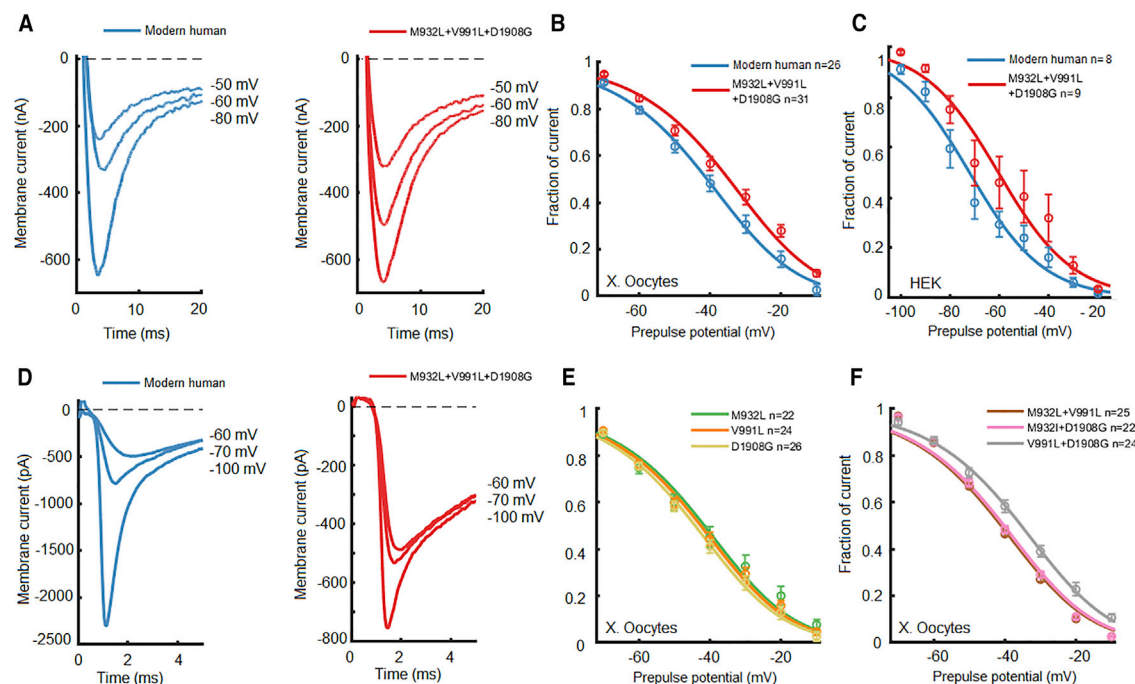 A
Modern human
0
-200
-400
-600
Membrane current (nA)
-50 mV
-60 mV
-80 mV
0
10
20
Time (ms)
M932L+V991L+D1908G
0
-200
-400
-600
Membrane current (nA)
-50 mV
-60 mV
-80 mV
0
10
20
Time (ms)
B
Modern human n=26
M932L+V991L
+D1908G n=31
1
0.8
0.6
0.4
0.2
0
Fraction of current
X. Oocytes
-60
-40
-20
Prepulse potential (mV)
C
Modern human n= 8
M932L+V991L
+D1908G n=9
1
0.8
0.6
0.4
0.2
0
Fraction of current
HEK
-100
-80
-60
-40
-20
Prepulse potential (mV)
D
Modern human
0
-500
-1000
-1500
-2000
-2500
Membrane current (pA)
-60 mV
-70 mV
-100 mV
0
2
4
Time (ms)
M932L+V991L+D1908G
0
-200
-400
-600
-800
Membrane current (pA)
-60 mV
-70 mV
-100 mV
0
2
4
Time (ms)
E
M932L n=22
V991L n=24
D1908G n=26
1
0.8
0.6
0.4
0.2
0
Fraction of current
X. Oocytes
-60
-40
-20
Prepulse potential (mV)
F
M932L+V991L n=25
M932I+D1908G n=22
V991L+D1908G n=24
1
0.8
0.6
0.4
0.2
0
Fraction of current
X. Oocytes
-60
-40
-20
Prepulse potential (mV)